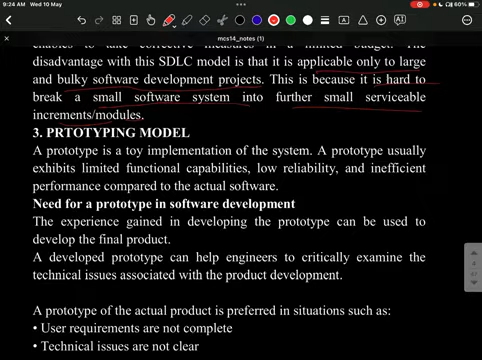 9:24 AM Wed 10 May
60%
mcs14_notes (1)
enables to take corrective measures in a limited budget. The
disadvantage with this SDLC model is that it is applicable only to large
and bulky software development projects. This is because it is hard to
break a small software system into further small serviceable
increments/modules.
3. PRTOTYPING MODEL
A prototype is a toy implementation of the system. A prototype usually
exhibits limited functional capabilities, low reliability, and inefficient
performance compared to the actual software.
Need for a prototype in software development
The experience gained in developing the prototype can be used to
develop the final product.
A developed prototype can help engineers to critically examine the
technical issues associated with the product development.
A prototype of the actual product is preferred in situations such as:
• User requirements are not complete
• Technical issues are not clear